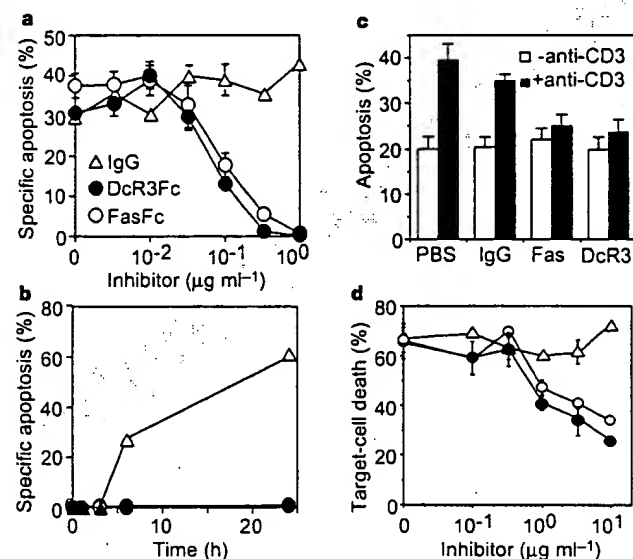 a
50
40
30
20
10
0
Specific apoptosis (%)
IgG
DcR3Fc
FasFc
0 10-2 10-1 100
Inhibitor (µg ml–1)
b
80
60
40
20
0
Specific apoptosis (%)
0 10 20
Time (h)
c
40
30
20
10
0
Apoptosis (%)
-anti-CD3
+anti-CD3
PBS IgG Fas DcR3
d
80
60
40
20
0
Target-cell death (%)
0 10-1 100 101
Inhibitor (µg ml–1)